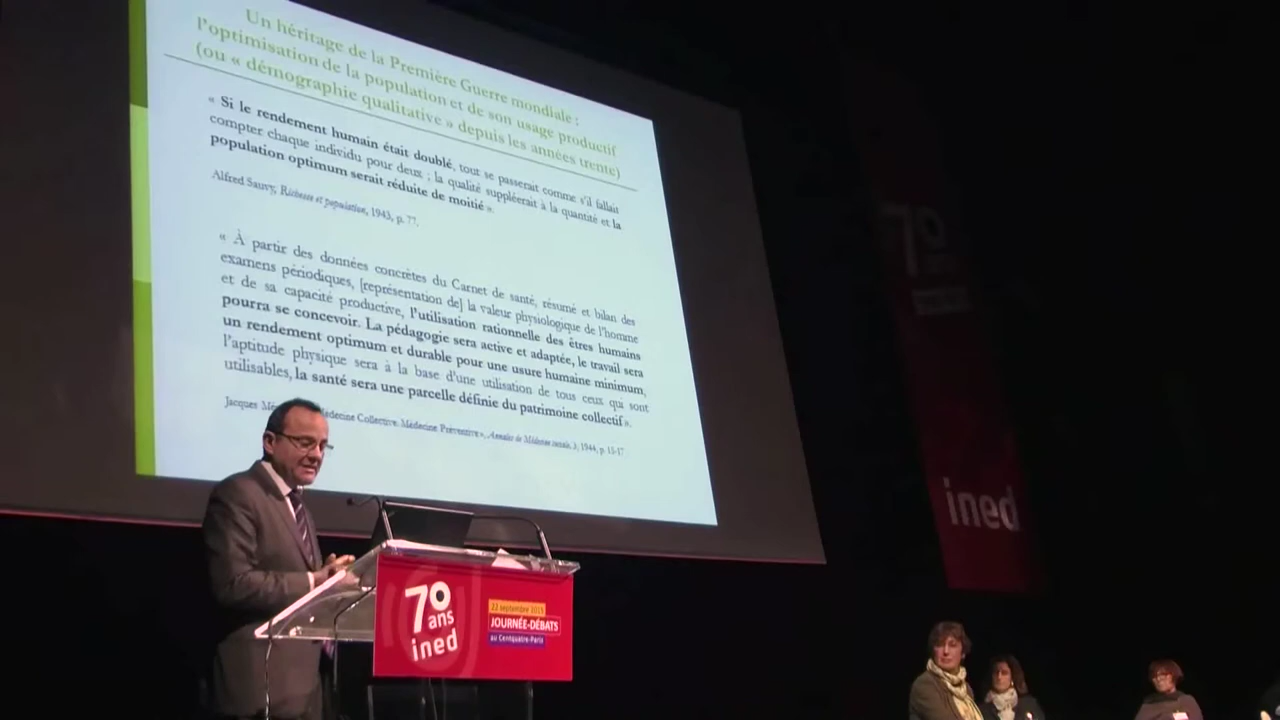 Un héritage de la Première Guerre mondiale :
l'optimisation de la population et de son usage productif
(ou « démographie qualitative » depuis les années trente)
« Si le rendement humain était doublé, tout se passerait comme s'il fallait
compter chaque individu pour deux ; la qualité suppléerait à la quantité et la
population optimum serait réduite de moitié ».
Alfred Sauvy, Richesse et population, 1943, p. 77.
« À partir des données concrètes du Carnet de santé, résumé et bilan des
examens périodiques, [représentation de] la valeur physiologique de l'homme
et de sa capacité productive, l'utilisation rationnelle des êtres humains
pourra se concevoir. La pédagogie sera active et adaptée, le travail sera
un rendement optimum et durable pour une usure humaine minimum,
l'aptitude physique sera à la base d'une utilisation de tous ceux qui sont
utilisables, la santé sera une parcelle définie du patrimoine collectif ».
Jacques Médecine Collective. Médecine Préventive », Annales de Médecine sociale, 3, 1944, p. 15-17
70
ans
ined
22 septembre 2015
JOURNÉE-DÉBATS
au Centquatre-Paris
70
ans
ined